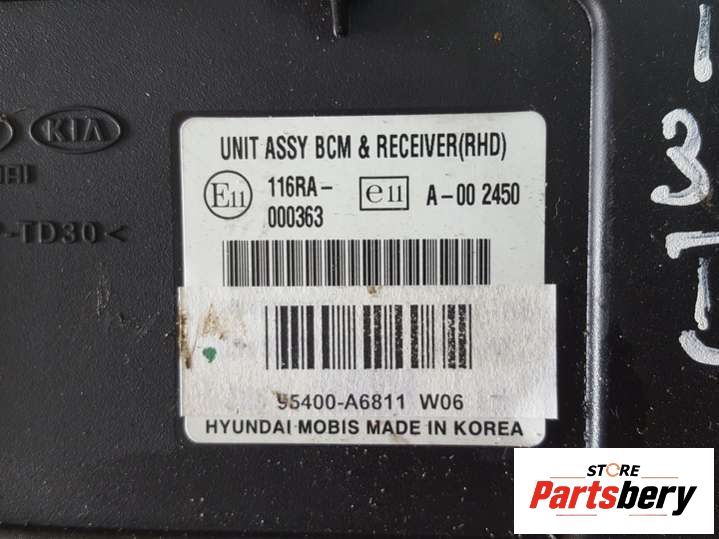 KIA
-TD30<
UNIT ASSY BCM & RECEIVER(RHD)
E11 116RA-
000363
e11 A-00 2450
95400-A6811 W06
HYUNDAI MOBIS MADE IN KOREA
STORE
Partsbery